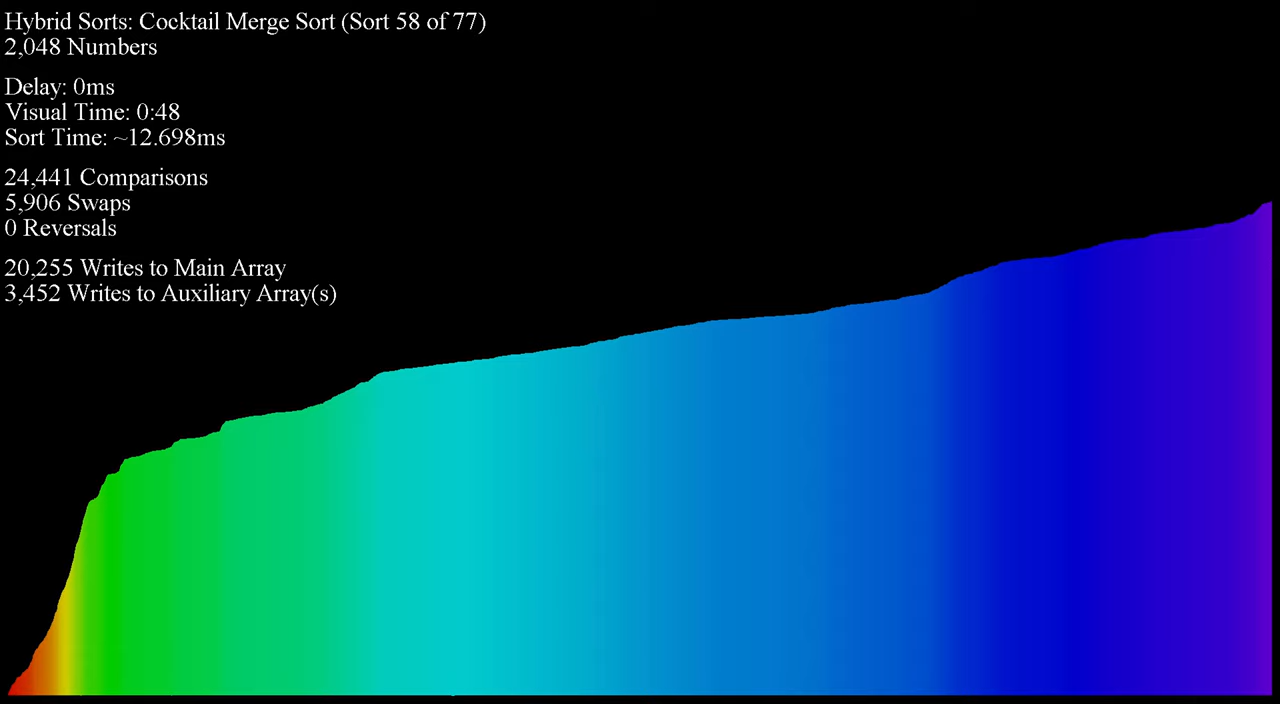 Hybrid Sorts: Cocktail Merge Sort (Sort 58 of 77)
2,048 Numbers
Delay: 0ms
Visual Time: 0:48
Sort Time: ~12.698ms
24,441 Comparisons
5,906 Swaps
0 Reversals
20,255 Writes to Main Array
3,452 Writes to Auxiliary Array(s)